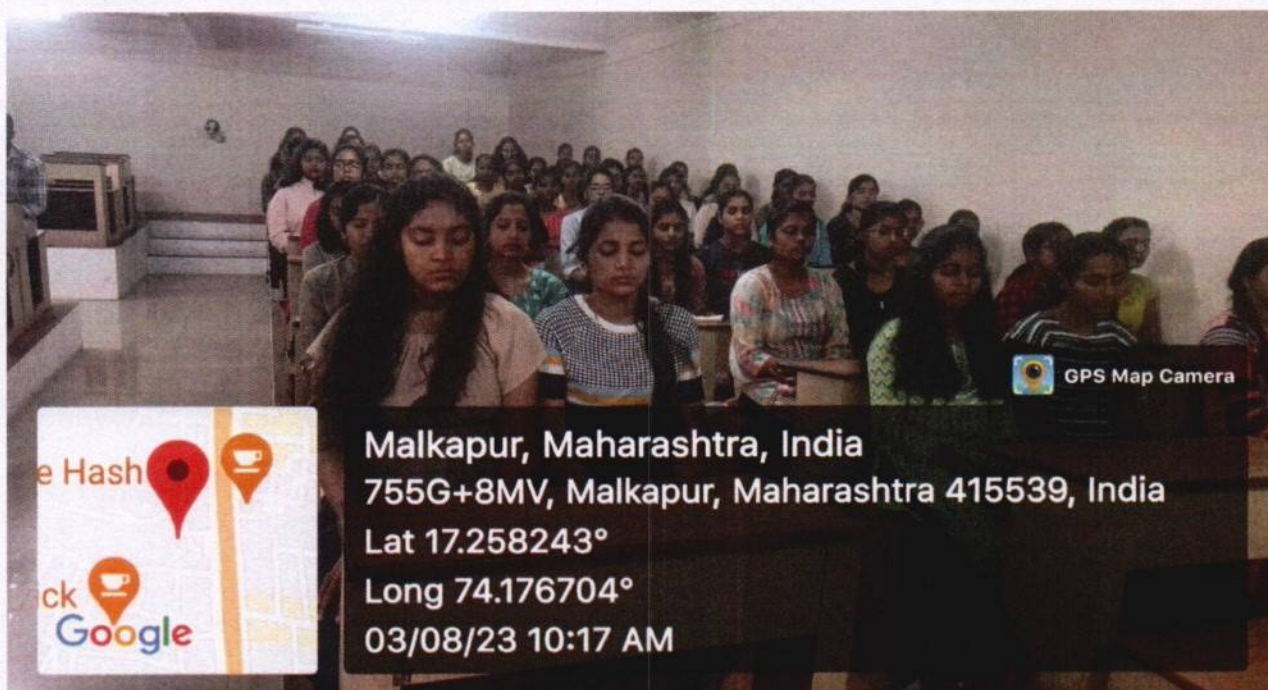 GPS Map Camera
Malkapur, Maharashtra, India
755G+8MV, Malkapur, Maharashtra 415539, India
Lat 17.258243°
Long 74.176704°
03/08/23 10:17 AM
e Hash
ck
Google